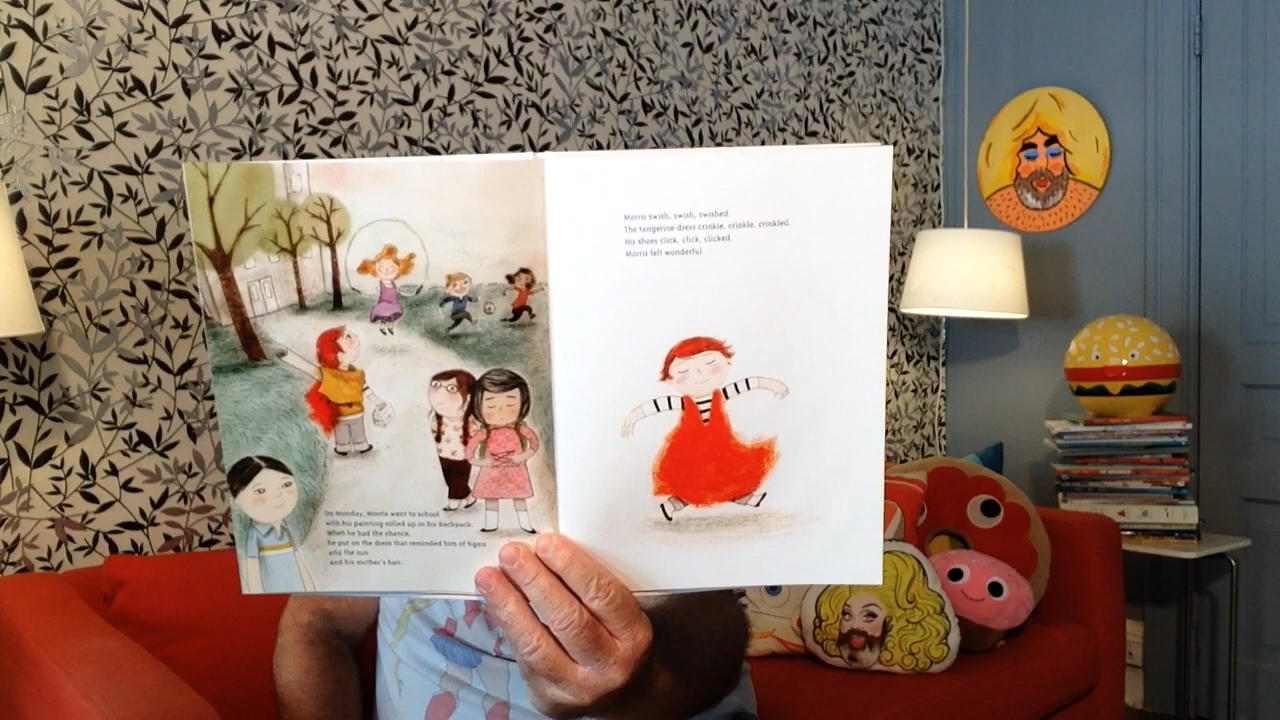 On Monday, Morris went to school
with his painting rolled up in his backpack.
When he had the chance,
he put on the dress that reminded him of tigers
and the sun
and his mother's hair.
Morris swish, swish, swished.
The tangerine dress crinkle, crinkle, crinkled.
His shoes click, click, clicked.
Morris felt wonderful.